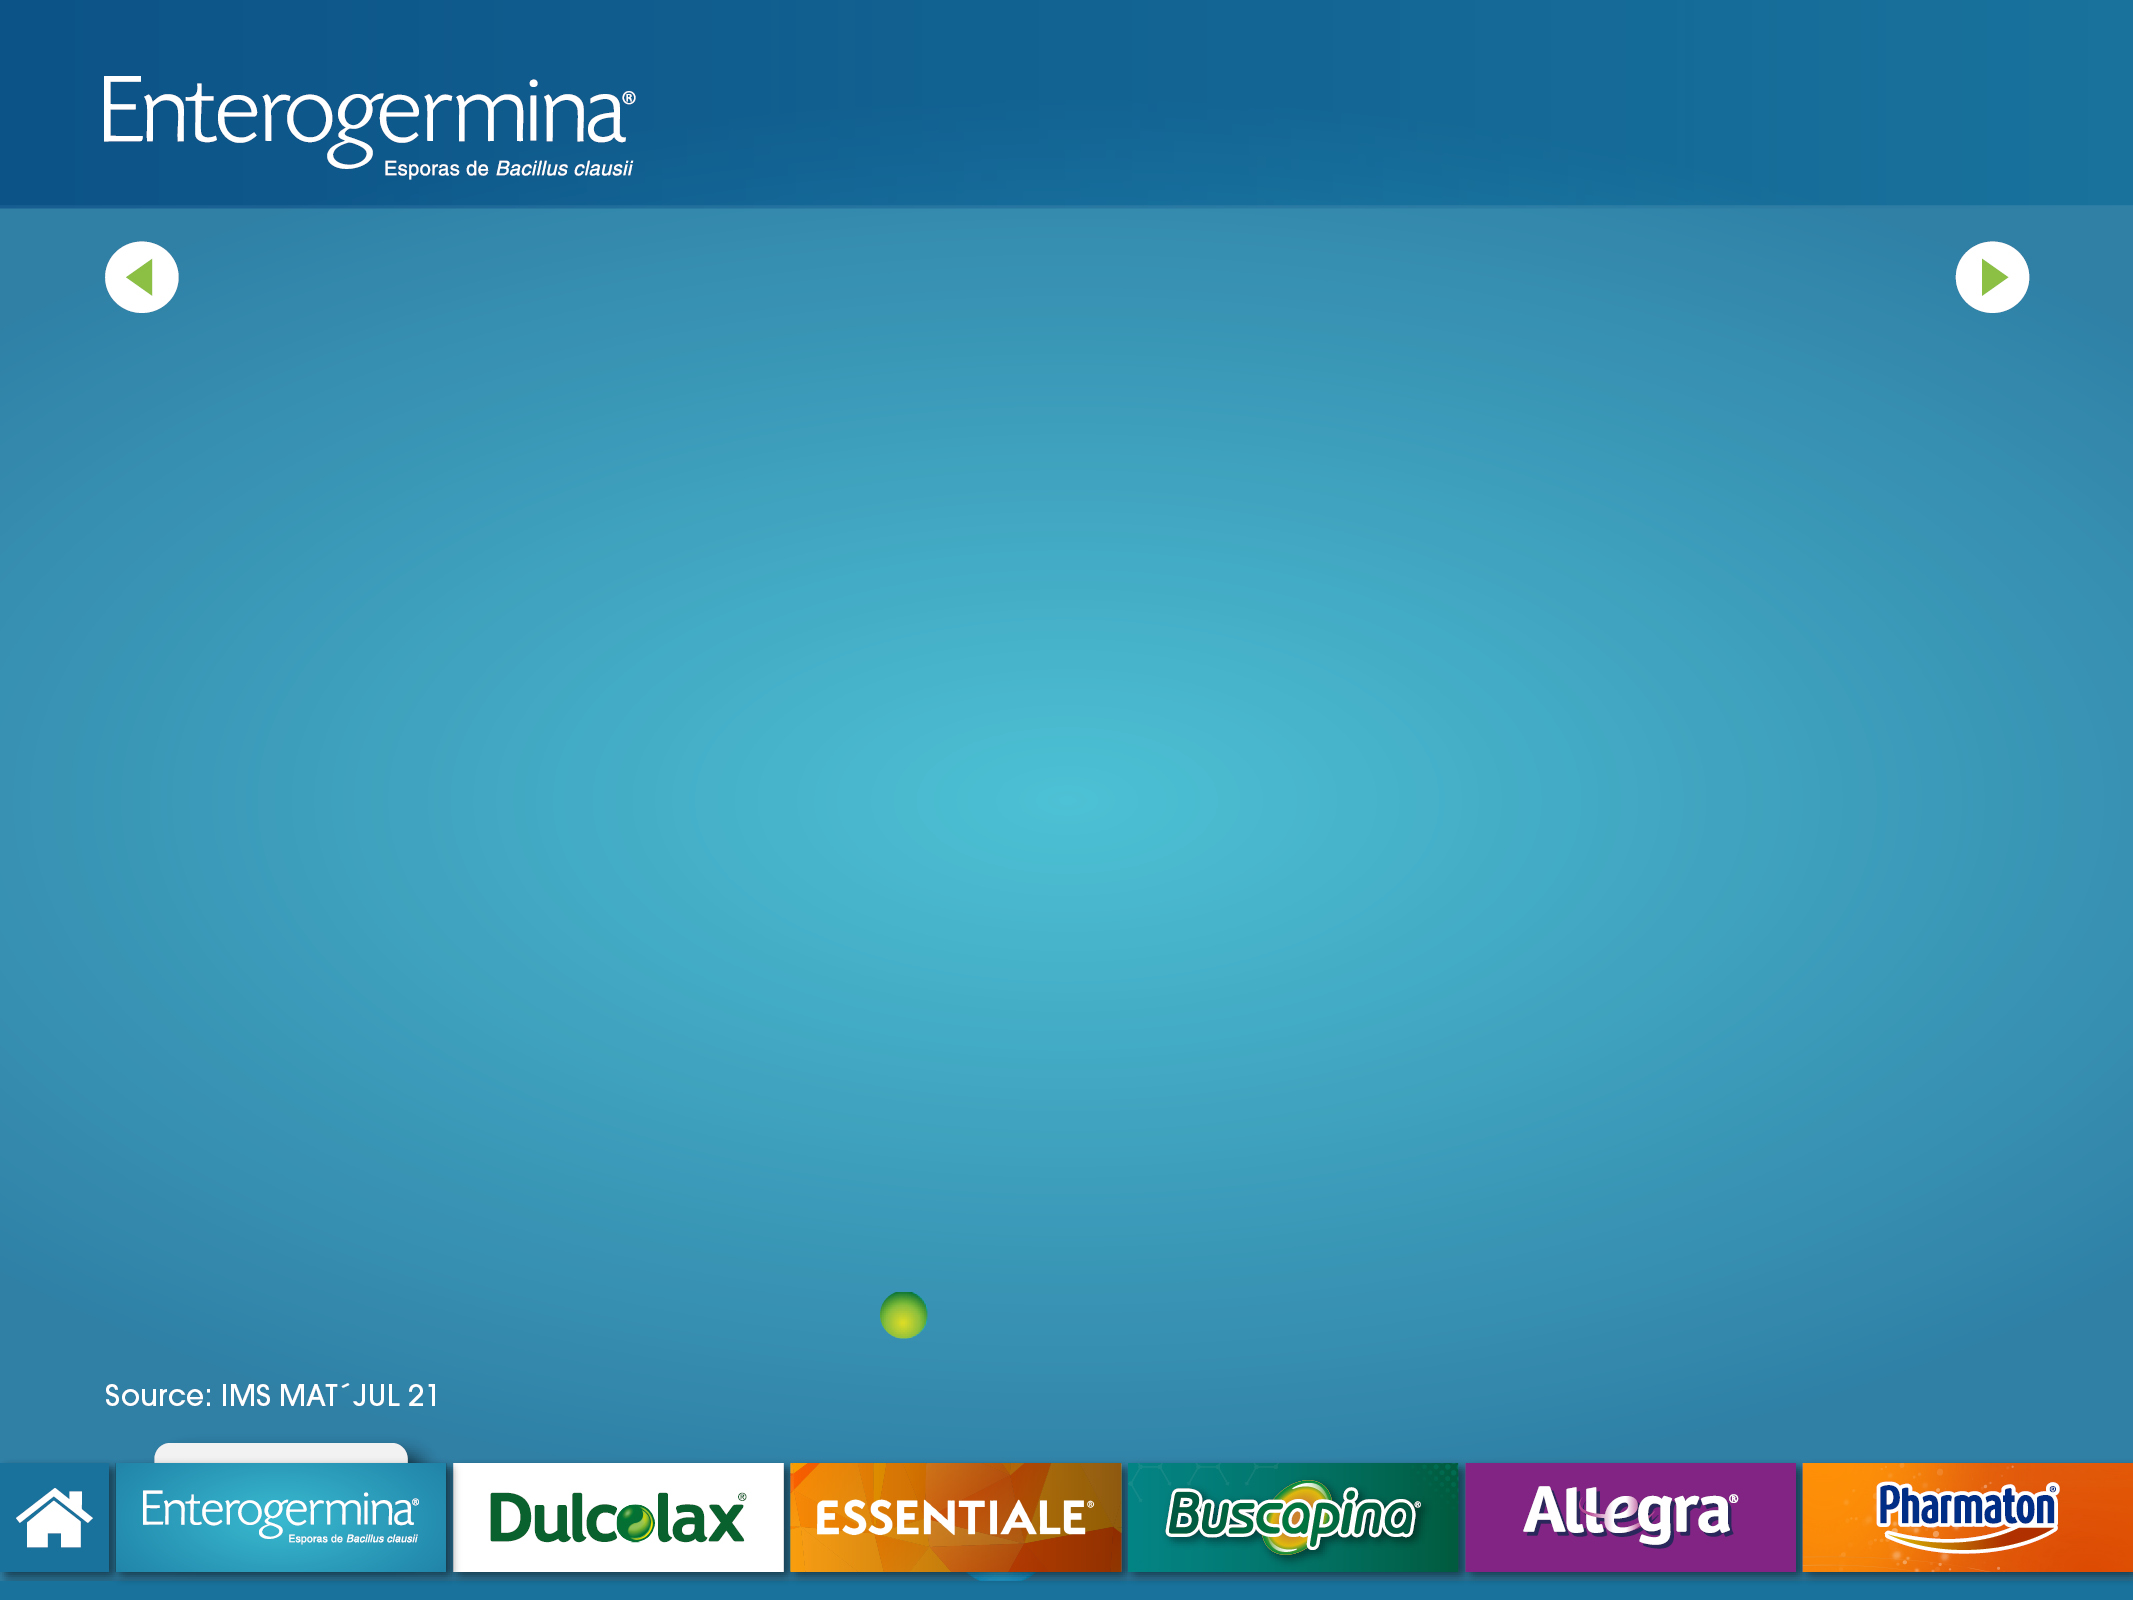 Enterogermina®
Esporas de Bacillus clausii
Source: IMS MAT´JUL 21
Enterogermina®
Esporas de Bacillus clausii
Dulcolax®
ESSENTIALE®
Buscapina®
Allegra®
Pharmaton®